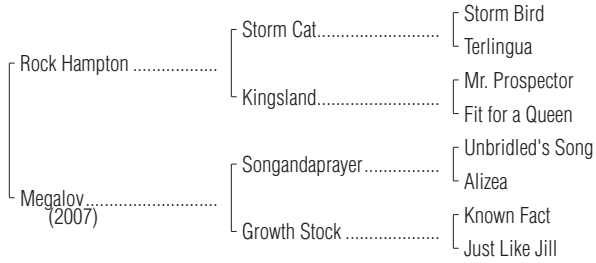 Storm Bird
Storm Cat..............................
Terlingua
Rock Hampton ..................
Mr. Prospector
Kingsland..............................
Fit for a Queen
Unbridled's Song
Songandaprayer..................
Alizea
Megalov..............................
(2007)
Known Fact
Growth Stock ......................
Just Like Jill